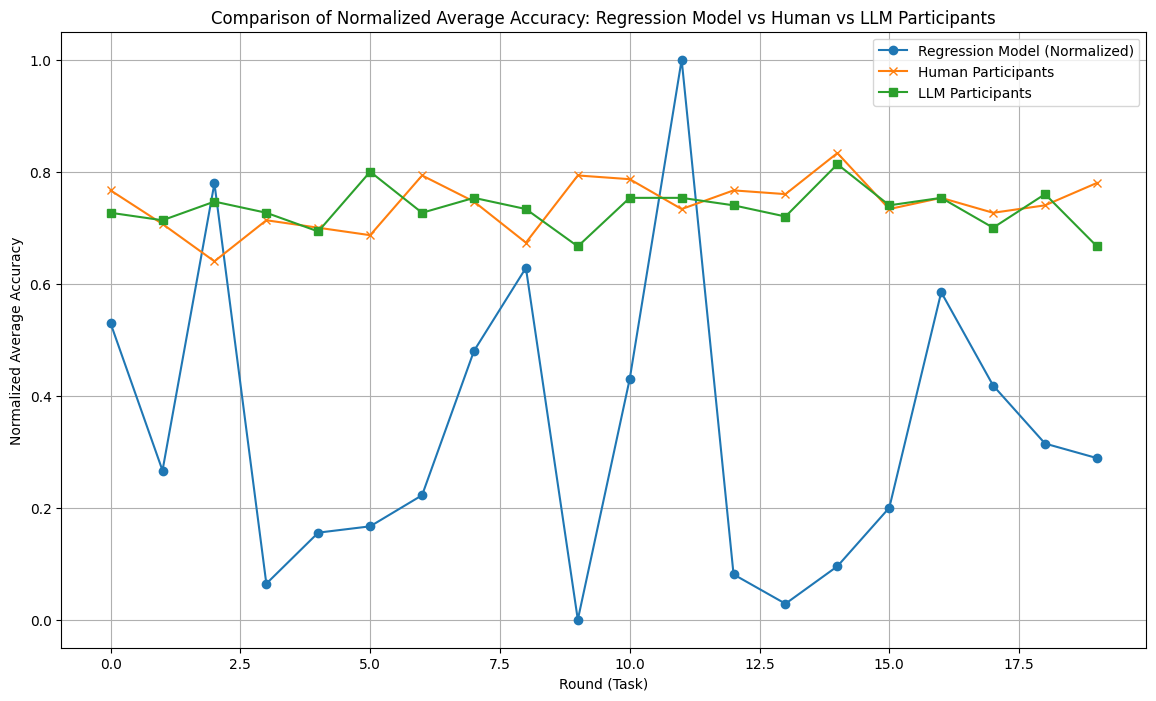 Comparison of Normalized Average Accuracy: Regression Model vs Human vs LLM Participants
Regression Model (Normalized)
Human Participants
LLM Participants
Normalized Average Accuracy
1.0
0.8
0.6
0.4
0.2
0.0
0.0 2.5 5.0 7.5 10.0 12.5 15.0 17.5
Round (Task)